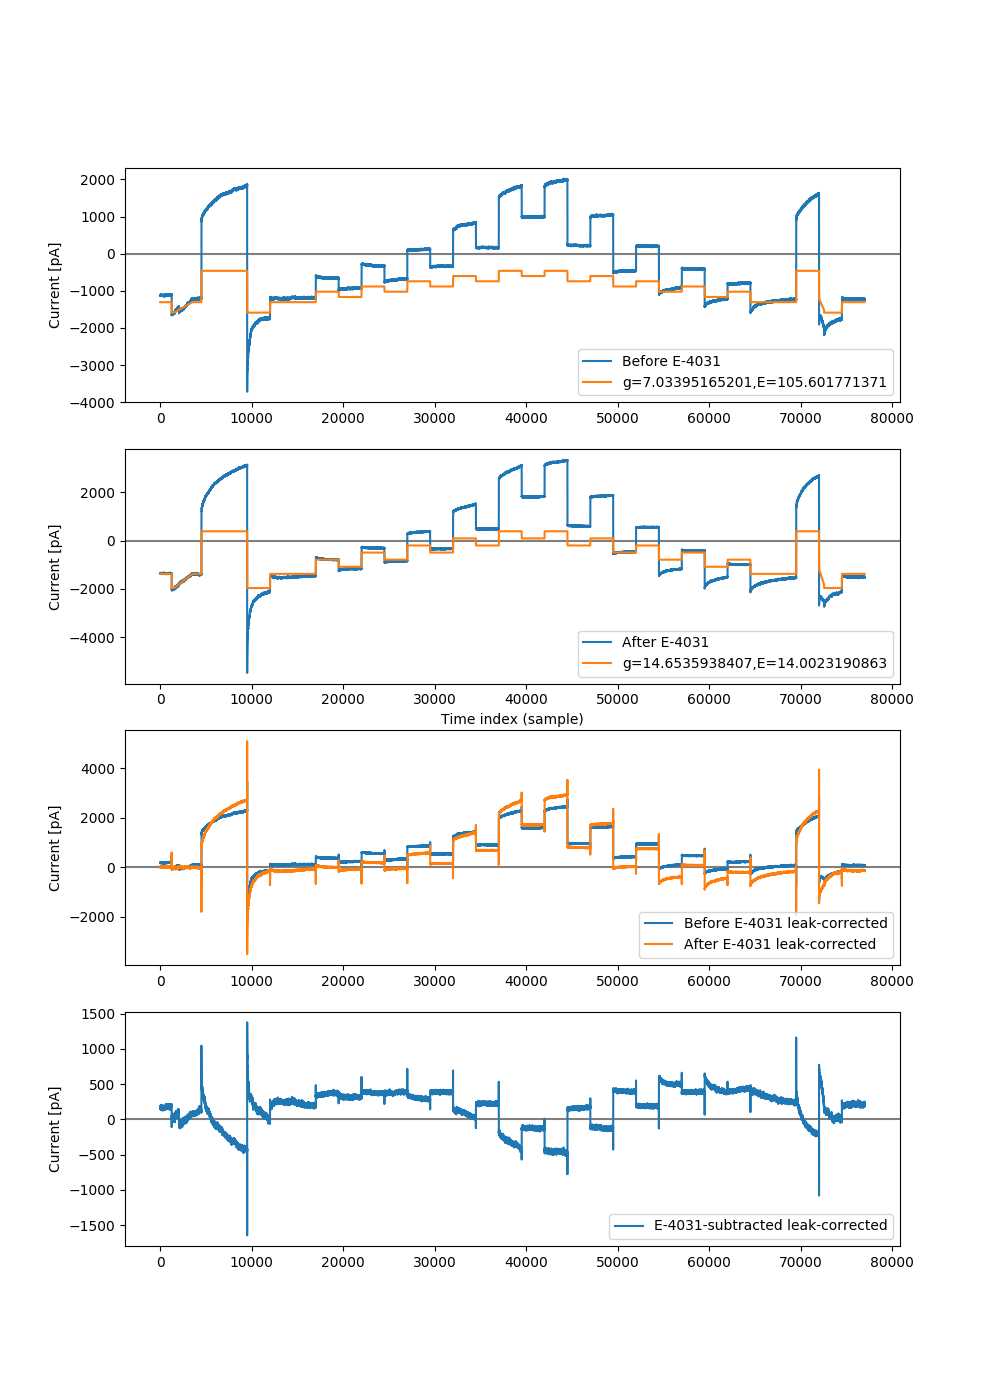 2000
1000
0
−1000
−2000
−3000
−4000
Current [pA]
Before E-4031
g=7.03395165201,E=105.601771371
0 10000 20000 30000 40000 50000 60000 70000 80000
2000
0
−2000
−4000
Current [pA]
After E-4031
g=14.6535938407,E=14.0023190863
0 10000 20000 30000 40000 50000 60000 70000 80000
Time index (sample)
4000
2000
0
−2000
Current [pA]
Before E-4031 leak-corrected
After E-4031 leak-corrected
0 10000 20000 30000 40000 50000 60000 70000 80000
1500
1000
500
0
−500
−1000
−1500
Current [pA]
E-4031-subtracted leak-corrected
0 10000 20000 30000 40000 50000 60000 70000 80000